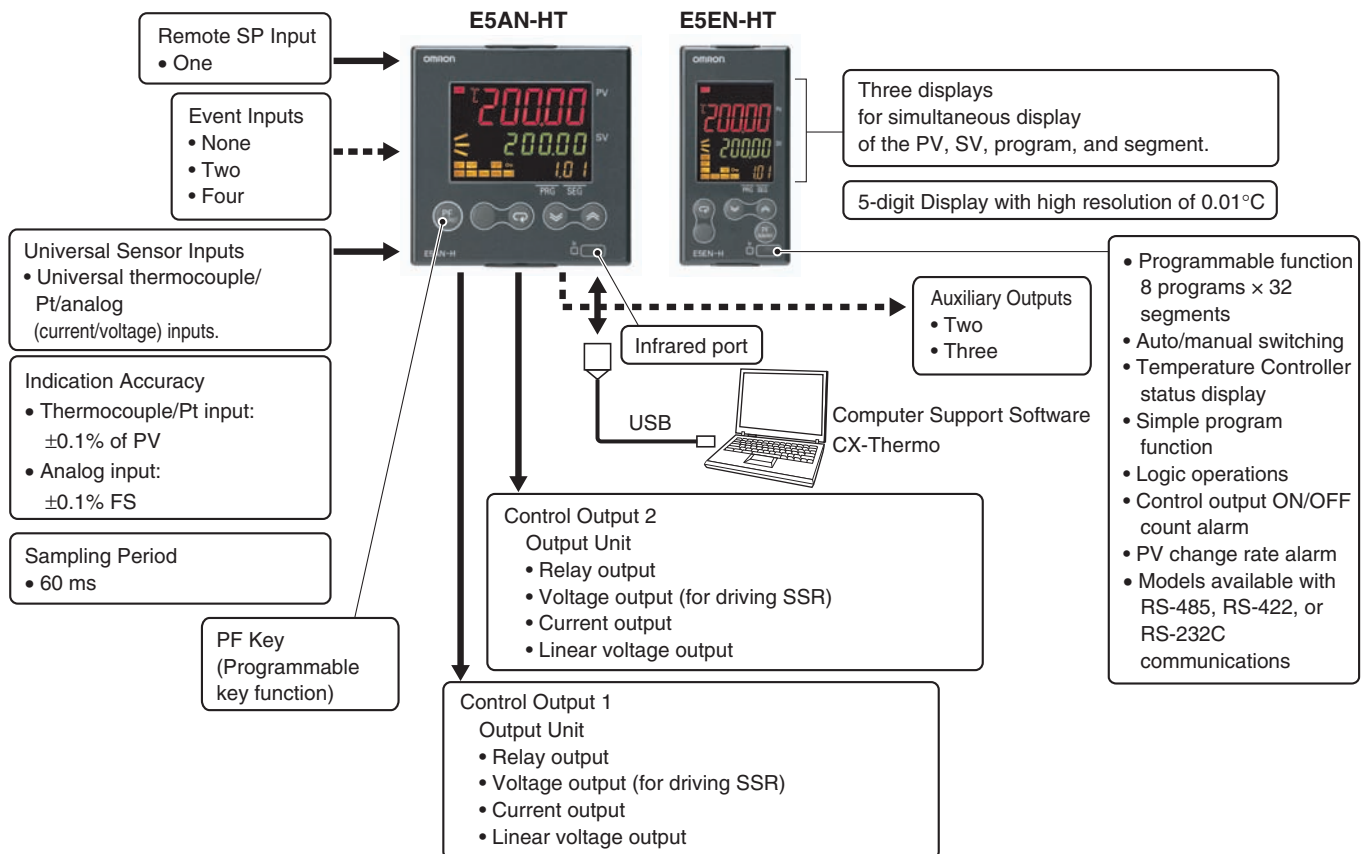 E5AN-HT
E5EN-HT
Remote SP Input
• One
Event Inputs
• None
• Two
• Four
Universal Sensor Inputs
• Universal thermocouple/
Pt/analog
(current/voltage) inputs.
Indication Accuracy
• Thermocouple/Pt input:
±0.1% of PV
• Analog input:
±0.1% FS
Sampling Period
• 60 ms
PF Key
(Programmable
key function)
OMRON
℃
200.00
PV
200.00
SV
1.01
PRG SEG
PF
E5AN-H
OMRON
℃
200.00
200.00
1.01
PRG SEG
PF
E5EN-H
Three displays
for simultaneous display
of the PV, SV, program, and segment.
5-digit Display with high resolution of 0.01°C
• Programmable function
8 programs × 32
segments
• Auto/manual switching
• Temperature Controller
status display
• Simple program
function
• Logic operations
• Control output ON/OFF
count alarm
• PV change rate alarm
• Models available with
RS-485, RS-422, or
RS-232C
communications
Auxiliary Outputs
• Two
• Three
Infrared port
USB
Computer Support Software
CX-Thermo
Control Output 2
Output Unit
• Relay output
• Voltage output (for driving SSR)
• Current output
• Linear voltage output
Control Output 1
Output Unit
• Relay output
• Voltage output (for driving SSR)
• Current output
• Linear voltage output